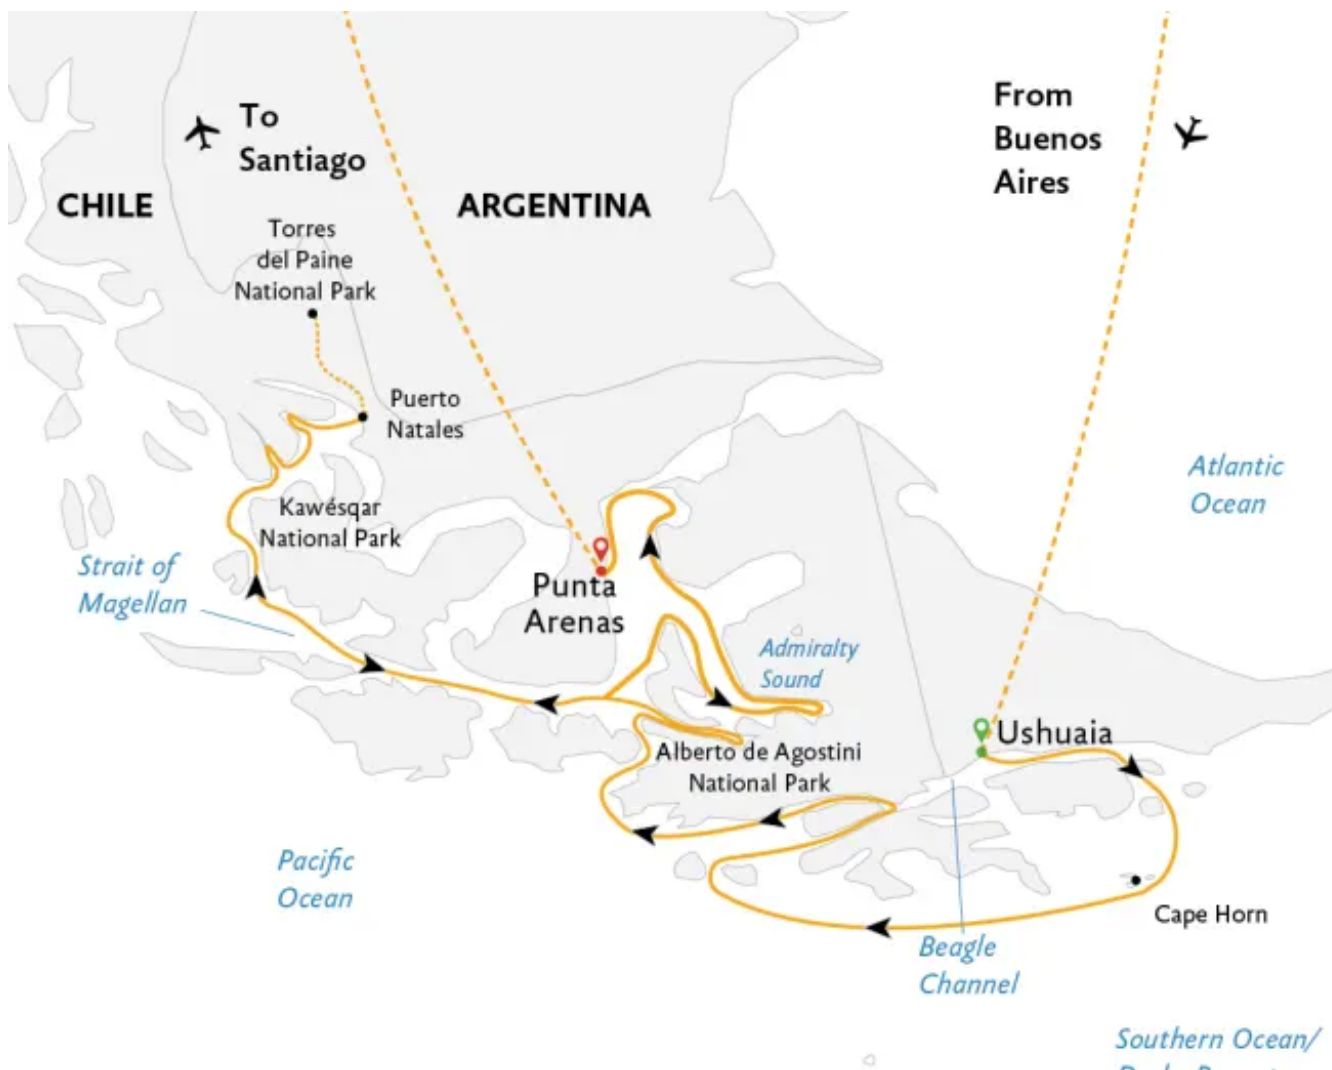 To
Santiago
From
Buenos
Aires
CHILE
ARGENTINA
Torres
del Paine
National Park
Puerto
Natales
Atlantic
Ocean
Kawésqar
National Park
Strait of
Magellan
Punta
Arenas
Admiralty
Sound
Ushuaia
Alberto de Agostini
National Park
Pacific
Ocean
Cape Horn
Beagle
Channel
Southern Ocean/